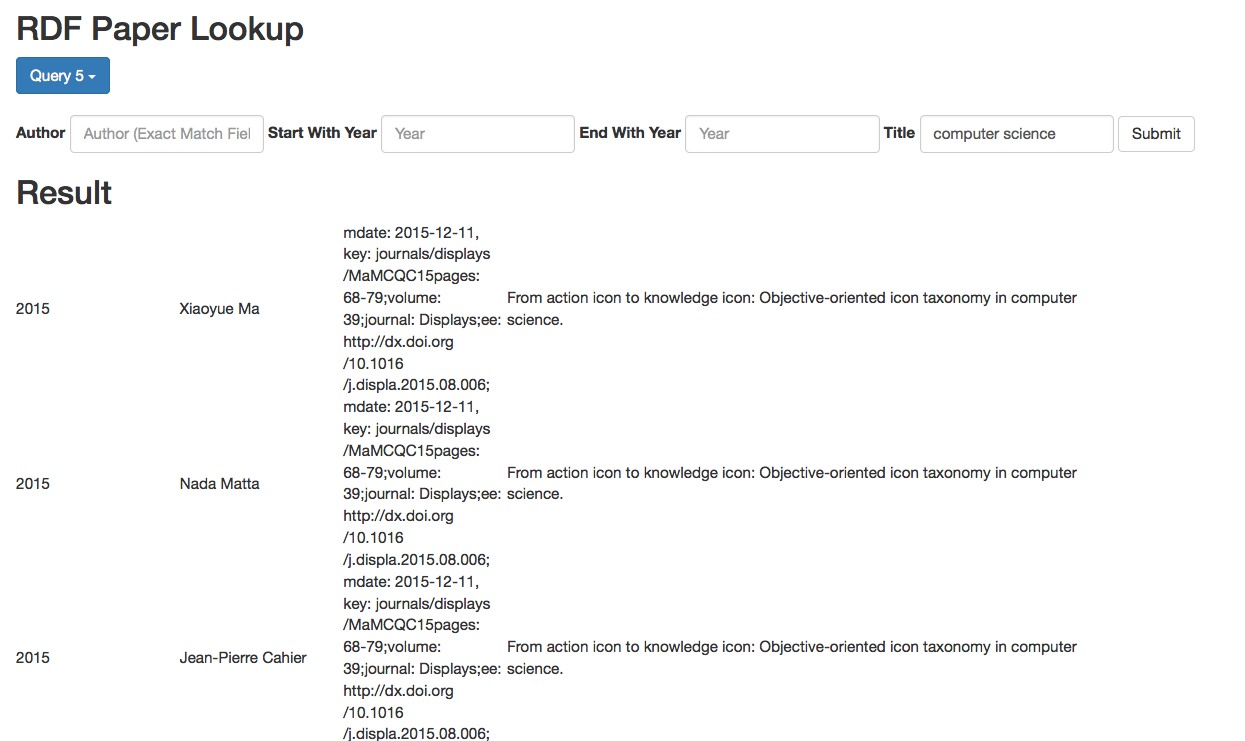 RDF Paper Lookup
Query 5
Author Author (Exact Match Fiel Start With Year Year End With Year Year Title computer science Submit
Result
2015
Xiaoyue Ma
mdate: 2015-12-11,
key: journals/displays
/MaMCQC15pages:
68-79;volume:
39;journal: Displays;ee:
http://dx.doi.org
/10.1016
/j.displa.2015.08.006;
From action icon to knowledge icon: Objective-oriented icon taxonomy in computer
science.
2015
Nada Matta
mdate: 2015-12-11,
key: journals/displays
/MaMCQC15pages:
68-79;volume:
39;journal: Displays;ee:
http://dx.doi.org
/10.1016
/j.displa.2015.08.006;
From action icon to knowledge icon: Objective-oriented icon taxonomy in computer
science.
2015
Jean-Pierre Cahier
mdate: 2015-12-11,
key: journals/displays
/MaMCQC15pages:
68-79;volume:
39;journal: Displays;ee:
http://dx.doi.org
/10.1016
/j.displa.2015.08.006;
From action icon to knowledge icon: Objective-oriented icon taxonomy in computer
science.